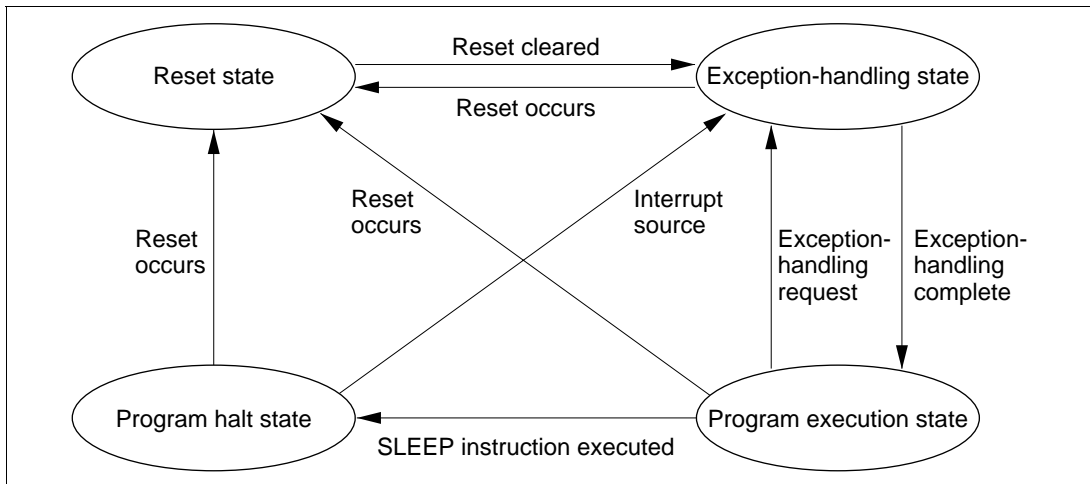 Reset cleared
Reset state
Exception-handling state
Reset occurs
Reset
occurs
Interrupt
source
Reset
occurs
Exception-
handling
request
Exception-
handling
complete
Program halt state
Program execution state
SLEEP instruction executed